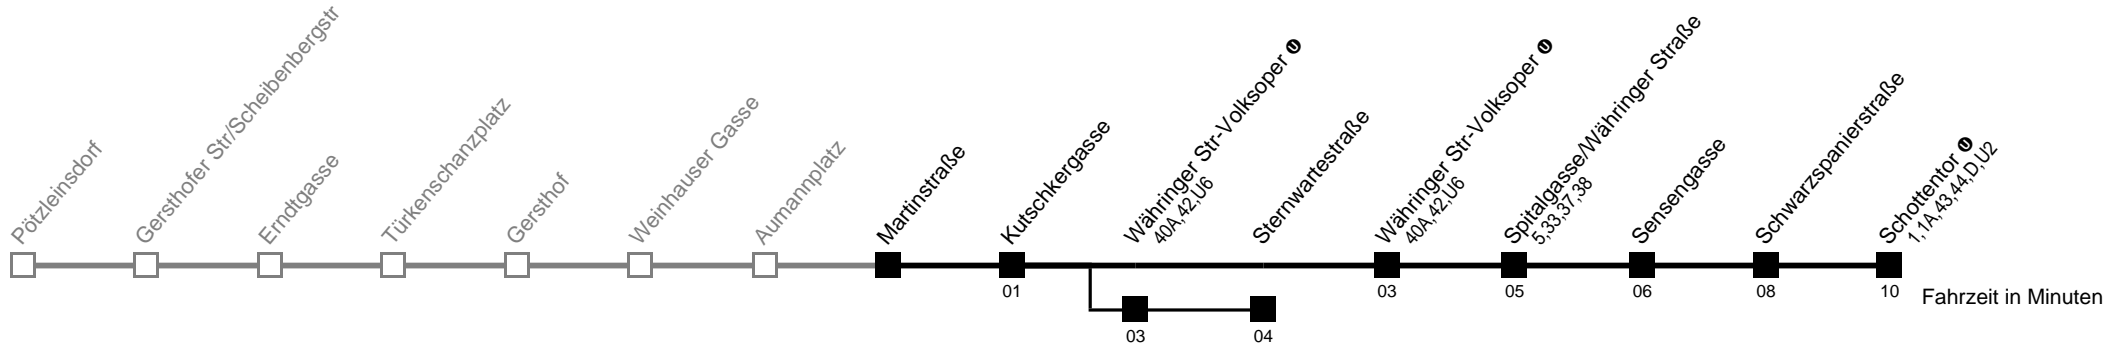 Pötzleinsdorf
Gersthofer Str/Scheibenbergstr
Erndtgasse
Türkenschanzplatz
Gersthof
Weinhauser Gasse
Aumannplatz
Martinstraße
Kutschkergasse
Währinger Str-Volksoper U
40A,42,U6
Sternwartestraße
Währinger Str-Volksoper U
40A,42,U6
Spitalgasse/Währinger Straße
5,33,37,38
Sensengasse
Schwarzspanierstraße
Schottentor U
1,1A,43,44,D,U2
01
03
05
06
08
10
Fahrzeit in Minuten
03
04